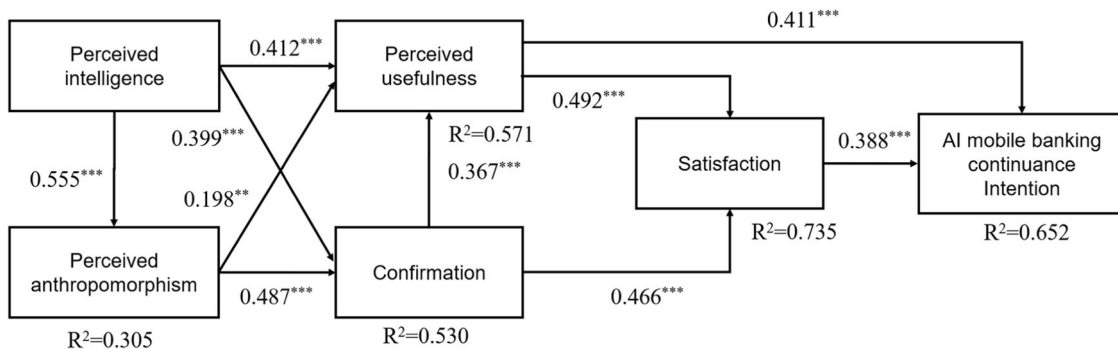 0.411***
Perceived
intelligence
0.412***
Perceived
usefulness
0.492***
0.399***
R²=0.571
0.367***
Satisfaction
0.388***
AI mobile banking
continuance
Intention
0.555***
0.198**
R²=0.735
R²=0.652
Perceived
anthropomorphism
0.487***
Confirmation
0.466***
R²=0.305
R²=0.530